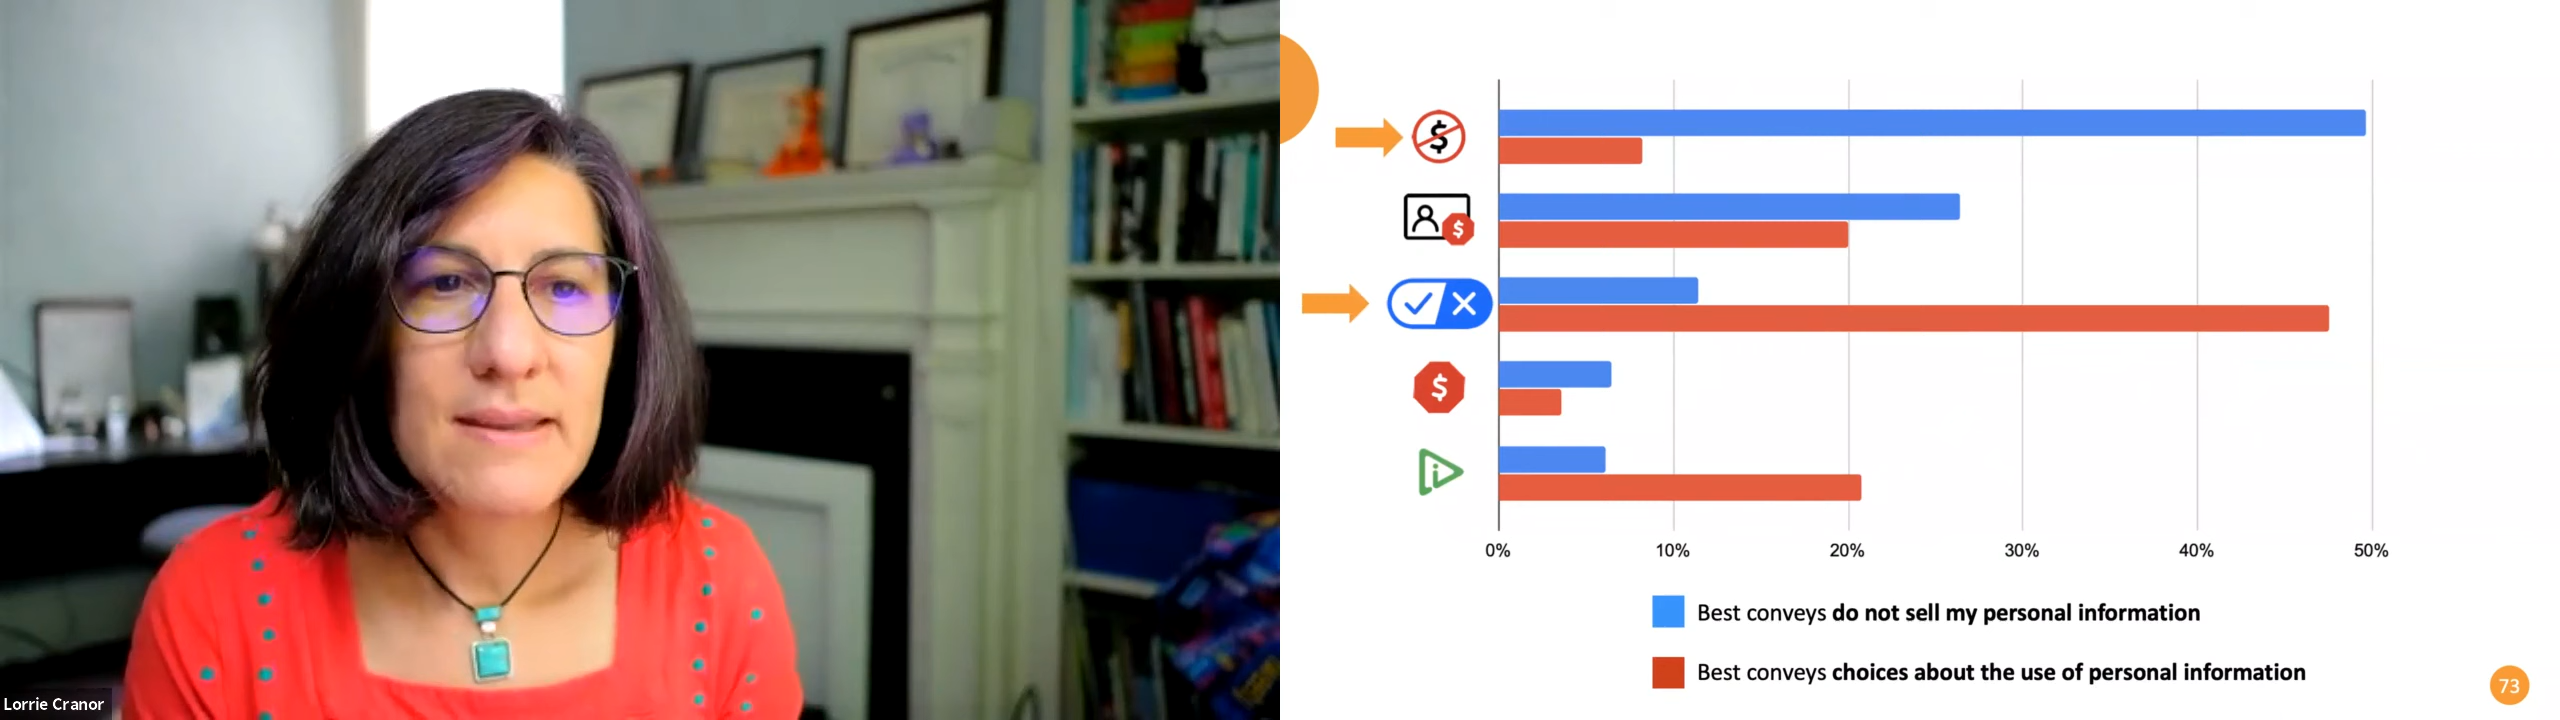 Lorrie Cranor
$
$
$
i
0% 10% 20% 30% 40% 50%
Best conveys do not sell my personal information
Best conveys choices about the use of personal information
73